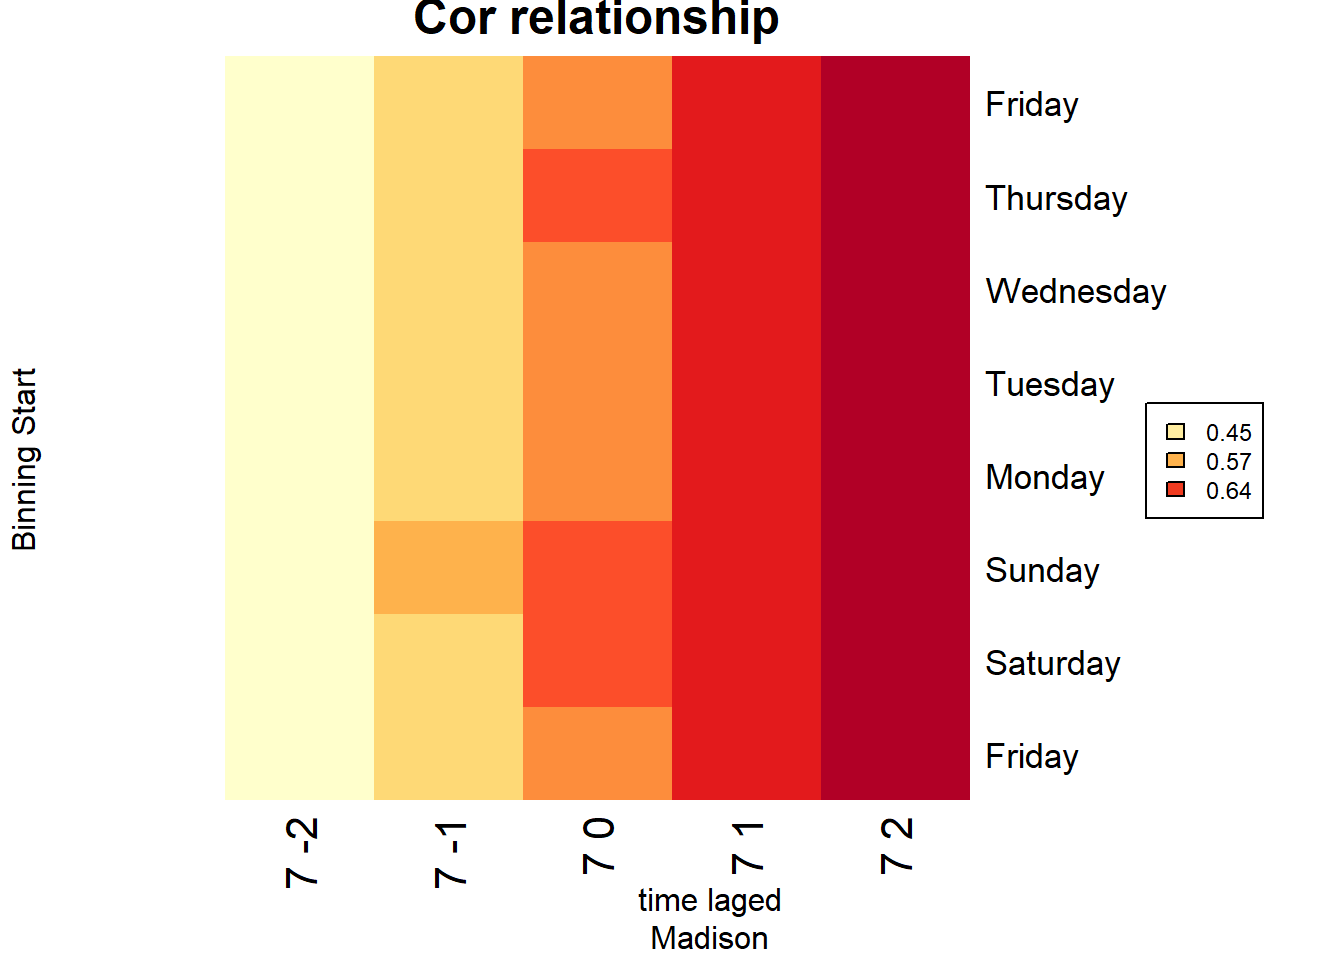 Cor relationship
Friday
Thursday
Wednesday
Tuesday
Monday
Sunday
Saturday
Friday
Binning Start
0.45
0.57
0.64
7 -2
7 -1
7 0
7 1
7 2
time laged
Madison